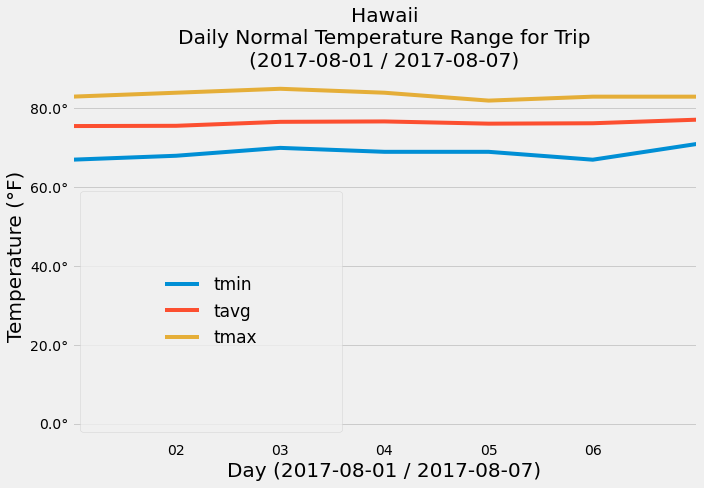 Hawaii
Daily Normal Temperature Range for Trip
(2017-08-01 / 2017-08-07)
Temperature (°F)
80.0°
60.0°
40.0°
20.0°
0.0°
tmin
tavg
tmax
02 03 04 05 06
Day (2017-08-01 / 2017-08-07)